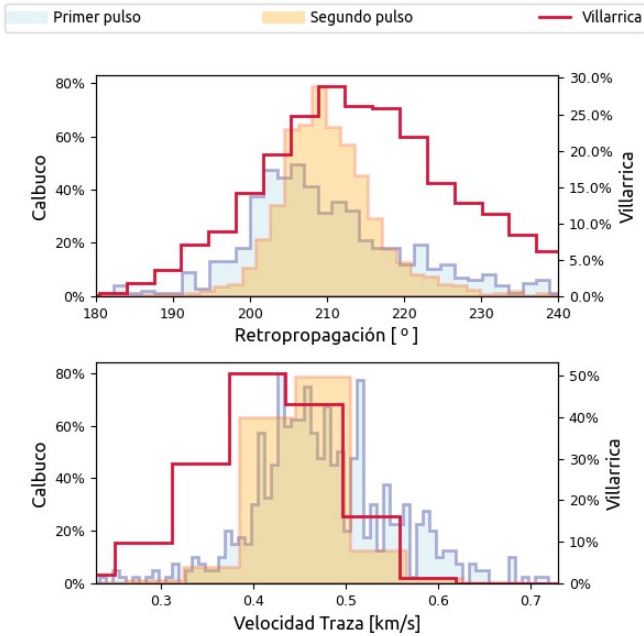 Primer pulso Segundo pulso Villarrica
80% 30.0%
25.0%
60% 20.0%
40% 15.0%
10.0%
20% 5.0%
0% 0.0%
Calbuco
Villarrica
180 190 200 210 220 230 240
Retropropagación [ º ]
80% 50%
60% 40%
30%
40% 20%
20% 10%
0% 0%
Calbuco
Villarrica
0.3 0.4 0.5 0.6 0.7
Velocidad Traza [km/s]